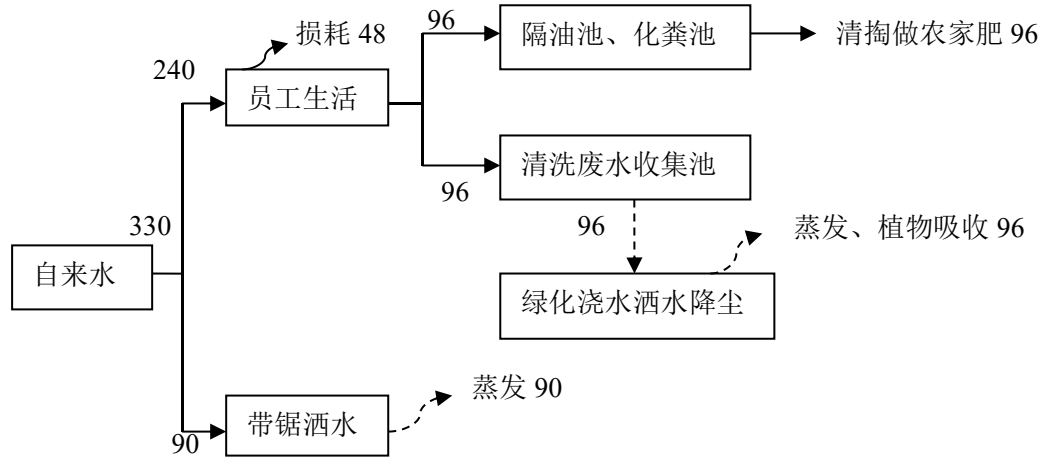 损耗 48
96
隔油池、化粪池
清掏做农家肥 96
240
员工生活
清洗废水收集池
96
330
96
蒸发、植物吸收 96
自来水
绿化浇水洒水降尘
蒸发 90
带锯洒水
90